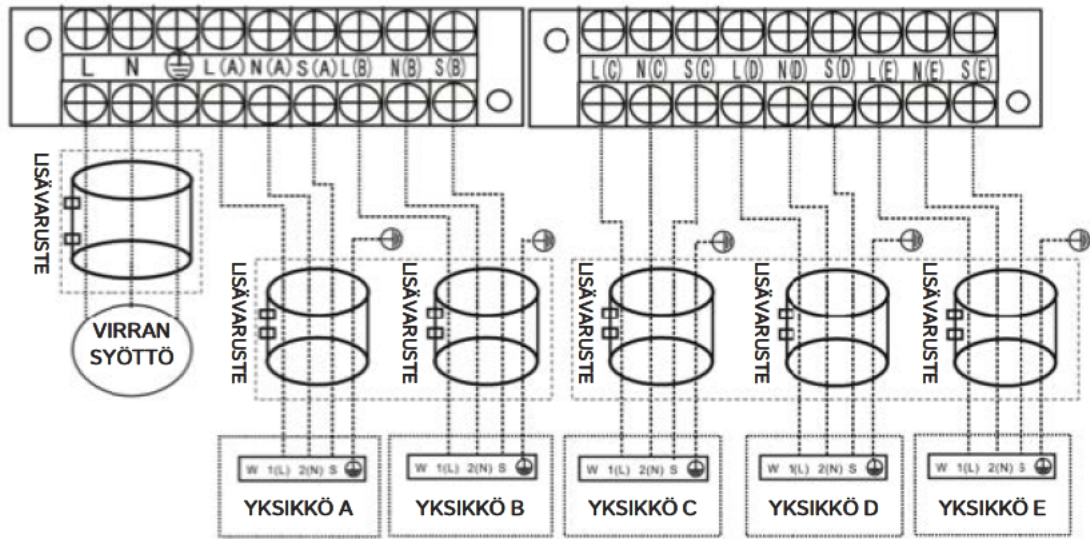 L N L(A) N(A) S(A) L(B) N(B) S(B)
L(C) N(C) S(C) L(D) N(D) S(D) L(E) N(E) S(E)
LISÄVARUSTE
VIRRAN
SYÖTTÖ
LISÄVARUSTE
LISÄVARUSTE
LISÄVARUSTE
LISÄVARUSTE
LISÄVARUSTE
W 1(L) 2(N) S
YKSIKKÖ A
W 1(L) 2(N) S
YKSIKKÖ B
W 1(L) 2(N) S
YKSIKKÖ C
W 1(L) 2(N) S
YKSIKKÖ D
W 1(L) 2(N) S
YKSIKKÖ E